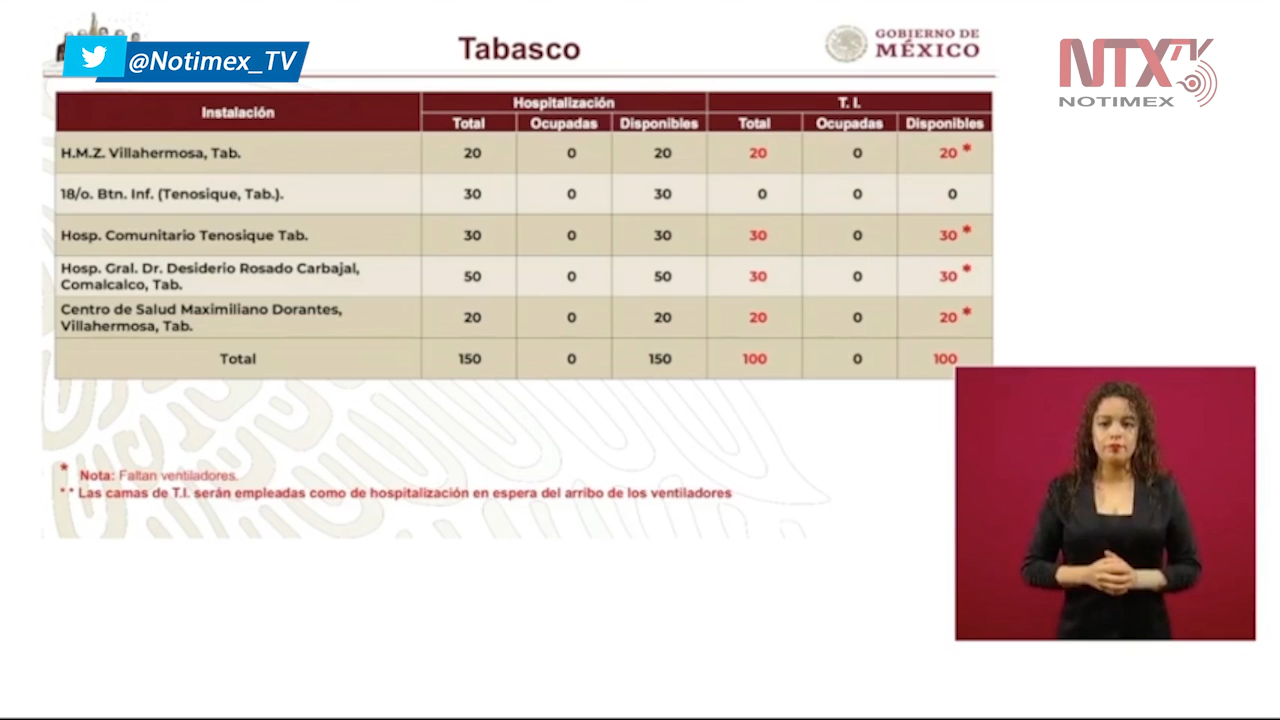 @Notimex_TV
Tabasco
GOBIERNO DE
MÉXICO
NTX TV
NOTIMEX
Instalación Hospitalización T. I.
Total Ocupadas Disponibles Total Ocupadas Disponibles
H.M.Z. Villahermosa, Tab. 20 0 20 20 0 20 *
18/o. Btn. Inf. (Tenosique, Tab.). 30 0 30 0 0 0
Hosp. Comunitario Tenosique Tab. 30 0 30 30 0 30 *
Hosp. Gral. Dr. Desiderio Rosado Carbajal,
Comalcalco, Tab. 50 0 50 30 0 30 *
Centro de Salud Maximiliano Dorantes,
Villahermosa, Tab. 20 0 20 20 0 20 *
Total 150 0 150 100 0 100
* Nota: Faltan ventiladores.
** Las camas de T.I. serán empleadas como de hospitalización en espera del arribo de los ventiladores